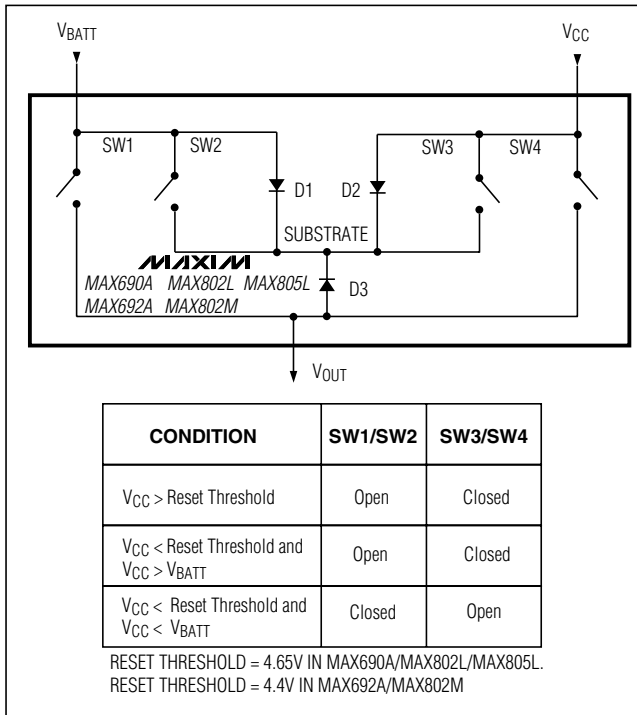 VBATT VCC
SW1 SW2 SW3 SW4
D1 D2
SUBSTRATE
MAXIM
MAX690A MAX802L MAX805L
MAX692A MAX802M
D3
VOUT
CONDITION SW1/SW2 SW3/SW4
VCC > Reset Threshold Open Closed
VCC < Reset Threshold and
VCC > VBATT Open Closed
VCC < Reset Threshold and
VCC < VBATT Closed Open
RESET THRESHOLD = 4.65V IN MAX690A/MAX802L/MAX805L.
RESET THRESHOLD = 4.4V IN MAX692A/MAX802M